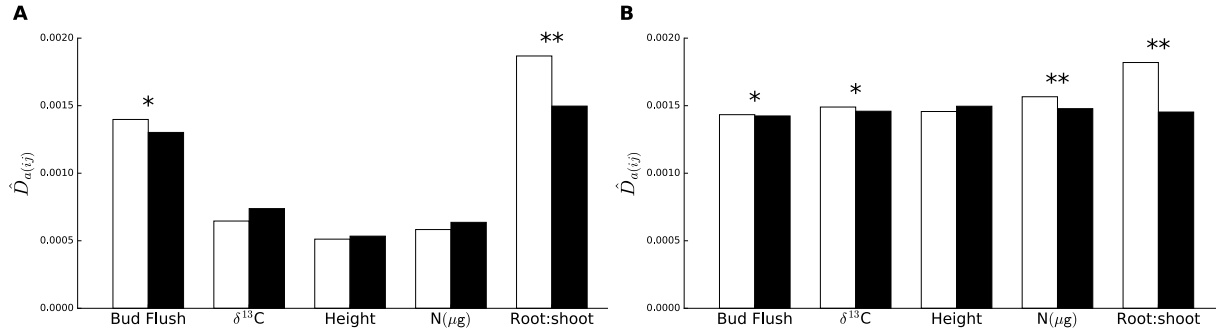 A
0.0020
0.0015
0.0010
0.0005
0.0000
D̂a(ij)
*
**
Bud Flush δ¹³C Height N(μg) Root:shoot
B
0.0020
0.0015
0.0010
0.0005
0.0000
D̂a(ij)
*
*
**
**
Bud Flush δ¹³C Height N(μg) Root:shoot